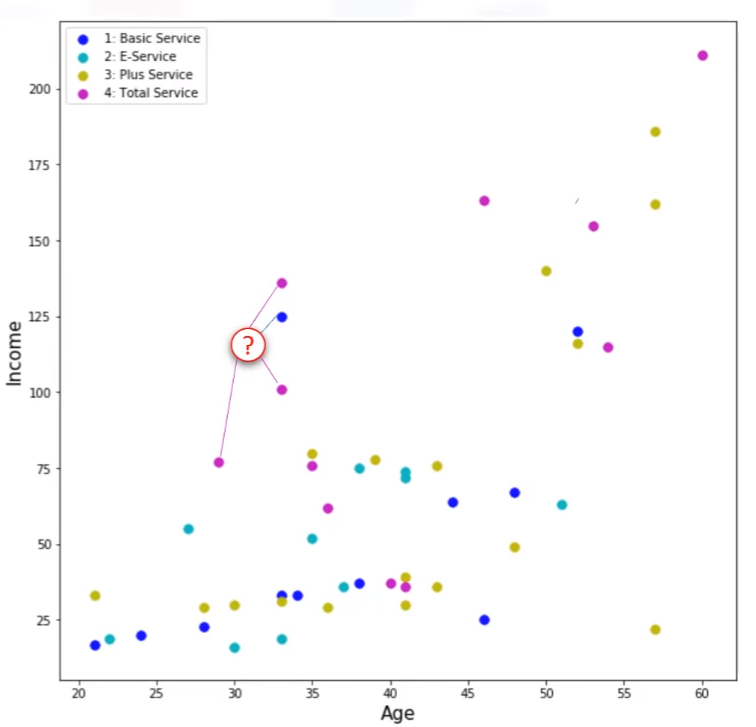 1: Basic Service
2: E-Service
3: Plus Service
4: Total Service
200
175
150
125
?
100
75
50
25
Income
20 25 30 35 40 45 50 55 60
Age